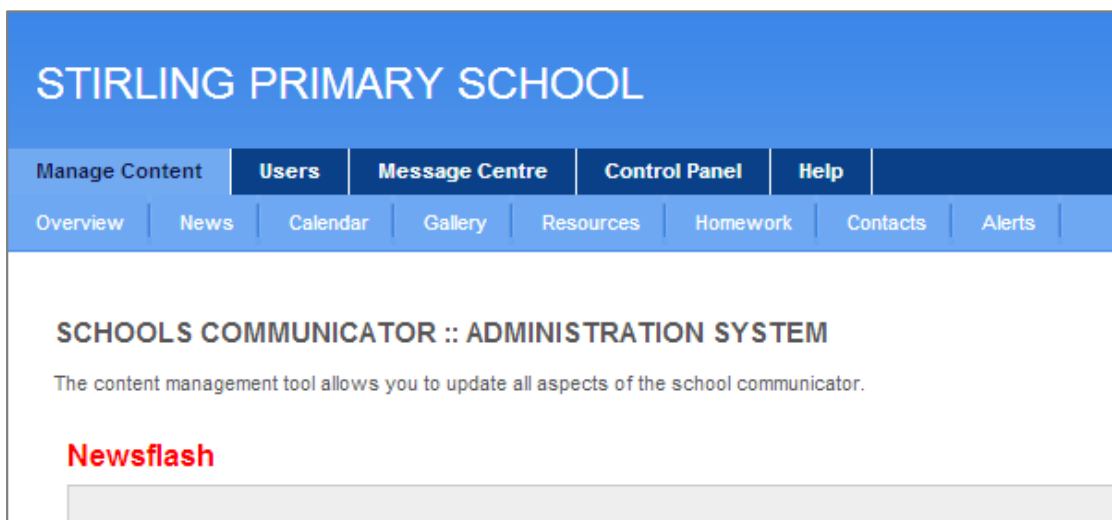 STIRLING PRIMARY SCHOOL
Manage Content Users Message Centre Control Panel Help
Overview News Calendar Gallery Resources Homework Contacts Alerts
SCHOOLS COMMUNICATOR :: ADMINISTRATION SYSTEM
The content management tool allows you to update all aspects of the school communicator.
Newsflash